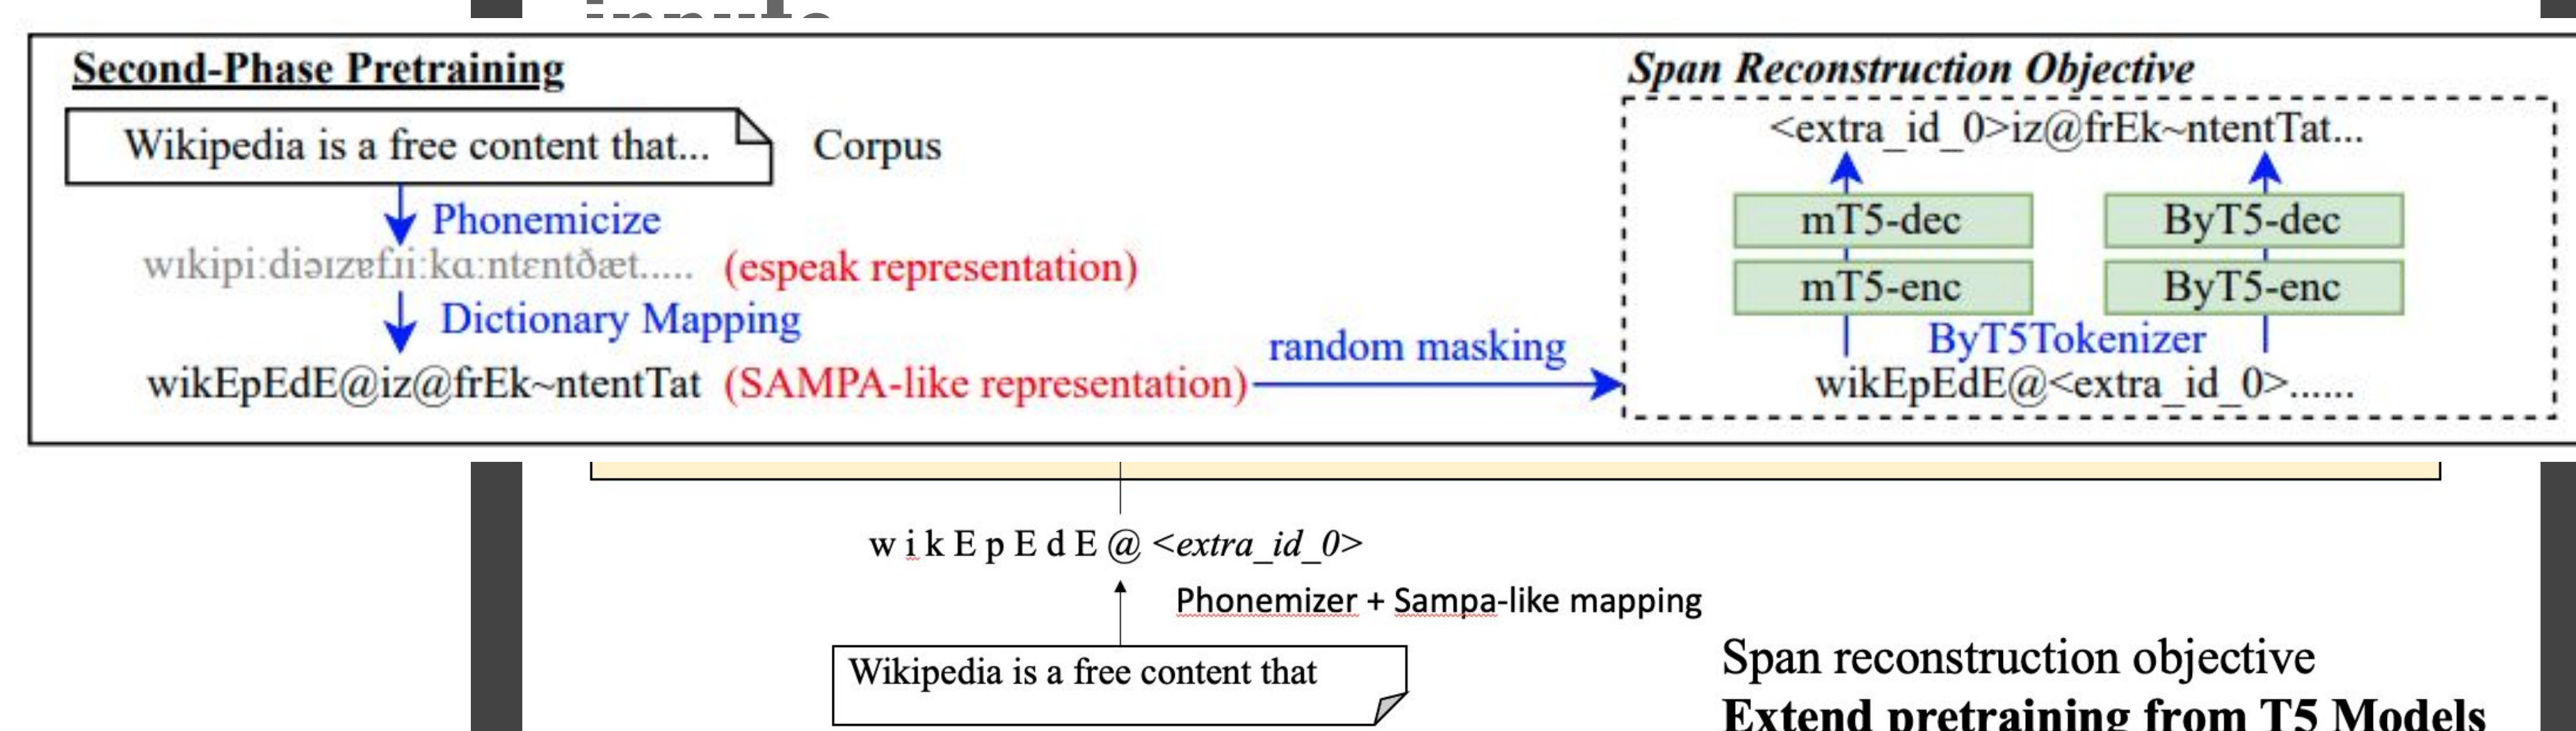 inputs
Second-Phase Pretraining
Span Reconstruction Objective
Wikipedia is a free content that...
Corpus
<extra_id_0>iz@frEk~ntentTat...
Phonemicize
mT5-dec
ByT5-dec
wɪkipiːdiəɪzɐfɹiːkɑːntɛntðæt.....
(espeak representation)
mT5-enc
ByT5-enc
Dictionary Mapping
random masking
ByT5Tokenizer
wikEpEdE@iz@frEk~ntentTat
(SAMPA-like representation)
wikEpEdE@<extra_id_0>......
w i k E p E d E @ <extra_id_0>
Phonemizer + Sampa-like mapping
Wikipedia is a free content that
Span reconstruction objective
Extend pretraining from T5 Models